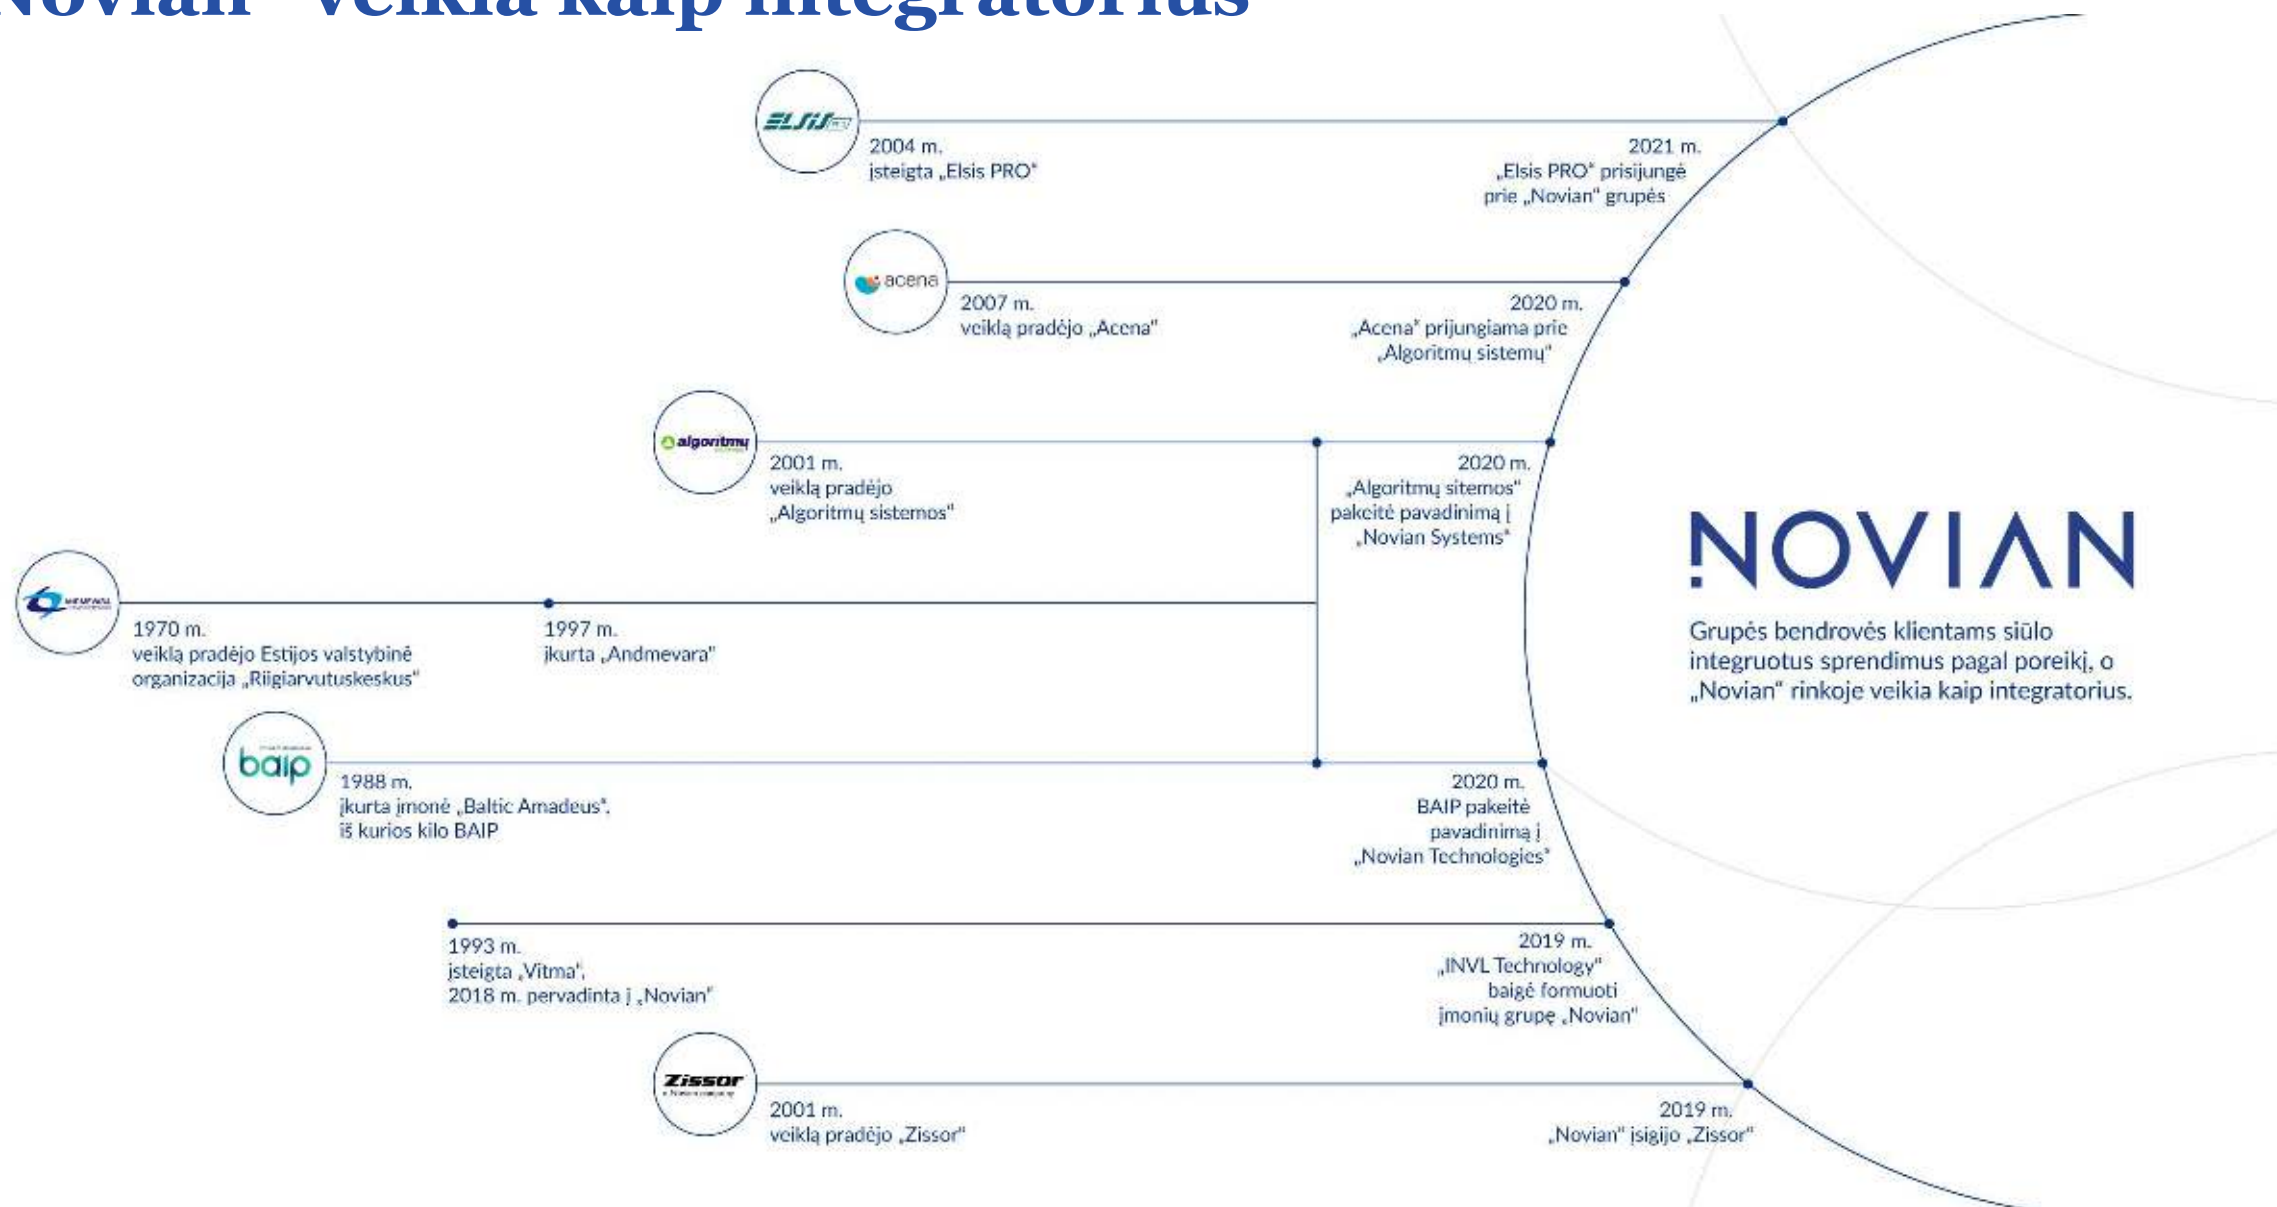 Novian“ veikia kaip integratorius
ELSIS
2004 m.
įsteigta „Elsis PRO“
2021 m.
„Elsis PRO“ prisijungė
prie „Novian“ grupės
acena
2007 m.
veiklą pradėjo „Acena“
2020 m.
„Acena“ prijungiama prie
„Algoritmų sistemų“
algoritmų
2001 m.
veiklą pradėjo
„Algoritmų sistemos“
2020 m.
„Algoritmų sitemos“
pakeitė pavadinimą į
„Novian Systems“
1970 m.
veiklą pradėjo Estijos valstybinė
organizacija „Riigiarvutuskeskus“
1997 m.
įkurta „Andmevara“
NOVIAN
Grupės bendrovės klientams siūlo
integruotus sprendimus pagal poreikį, o
„Novian“ rinkoje veikia kaip integratorius.
baip
1988 m.
įkurta įmonė „Baltic Amadeus“,
iš kurios kilo BAIP
2020 m.
BAIP pakeitė
pavadinimą į
„Novian Technologies“
1993 m.
įsteigta „Vitma“,
2018 m. pervadinta į „Novian“
2019 m.
„INVL Technology“
baigė formuoti
įmonių grupę „Novian“
Zissor
a Novian company
2001 m.
veiklą pradėjo „Zissor“
2019 m.
„Novian“ įsigijo „Zissor“